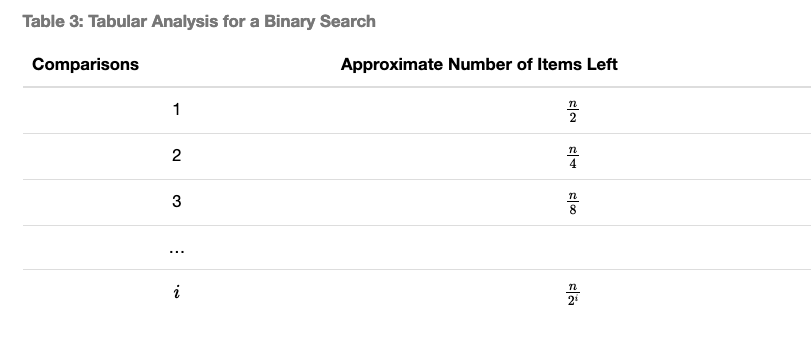 Table 3: Tabular Analysis for a Binary Search
Comparisons Approximate Number of Items Left
1 n/2
2 n/4
3 n/8
...
i n/2^i